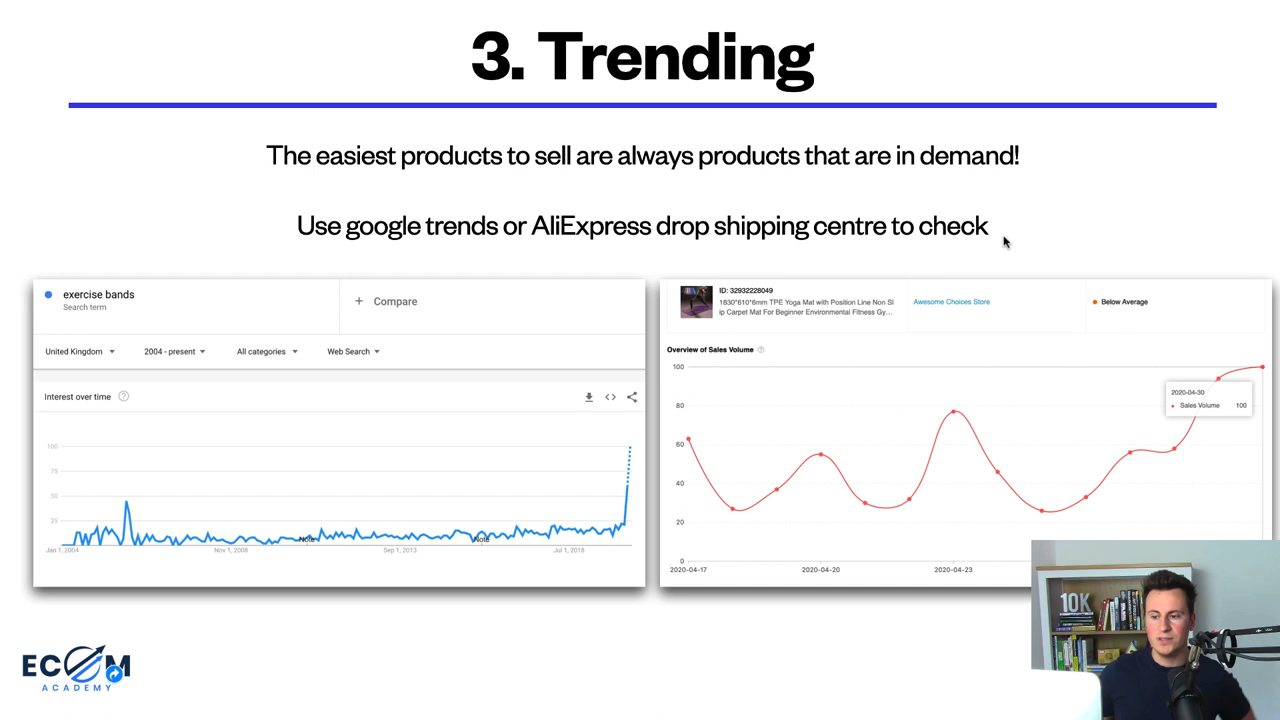 3. Trending
The easiest products to sell are always products that are in demand!
Use google trends or AliExpress drop shipping centre to check
exercise bands
Search term
+ Compare
United Kingdom
2004 - present
All categories
Web Search
Interest over time
100
75
50
25
Note
Note
Jan 1, 2004
Nov 1, 2008
Sep 1, 2013
Jul 1, 2018
ID: 32932228049
1830*610*6mm TPE Yoga Mat with Position Line Non Sl
ip Carpet Mat For Beginner Environmental Fitness Gy...
Awesome Choices Store
Below Average
Overview of Sales Volume
100
80
60
40
20
0
2020-04-30
Sales Volume 100
2020-04-17
2020-04-20
2020-04-23
10K
ECOM
ACADEMY